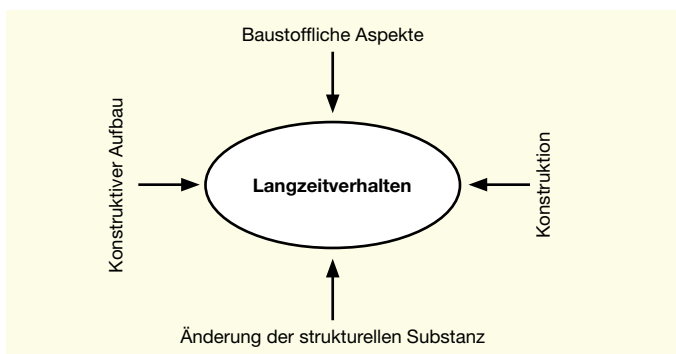 Baustoffliche Aspekte
Konstruktiver Aufbau
Langzeitverhalten
Konstruktion
Änderung der strukturellen Substanz